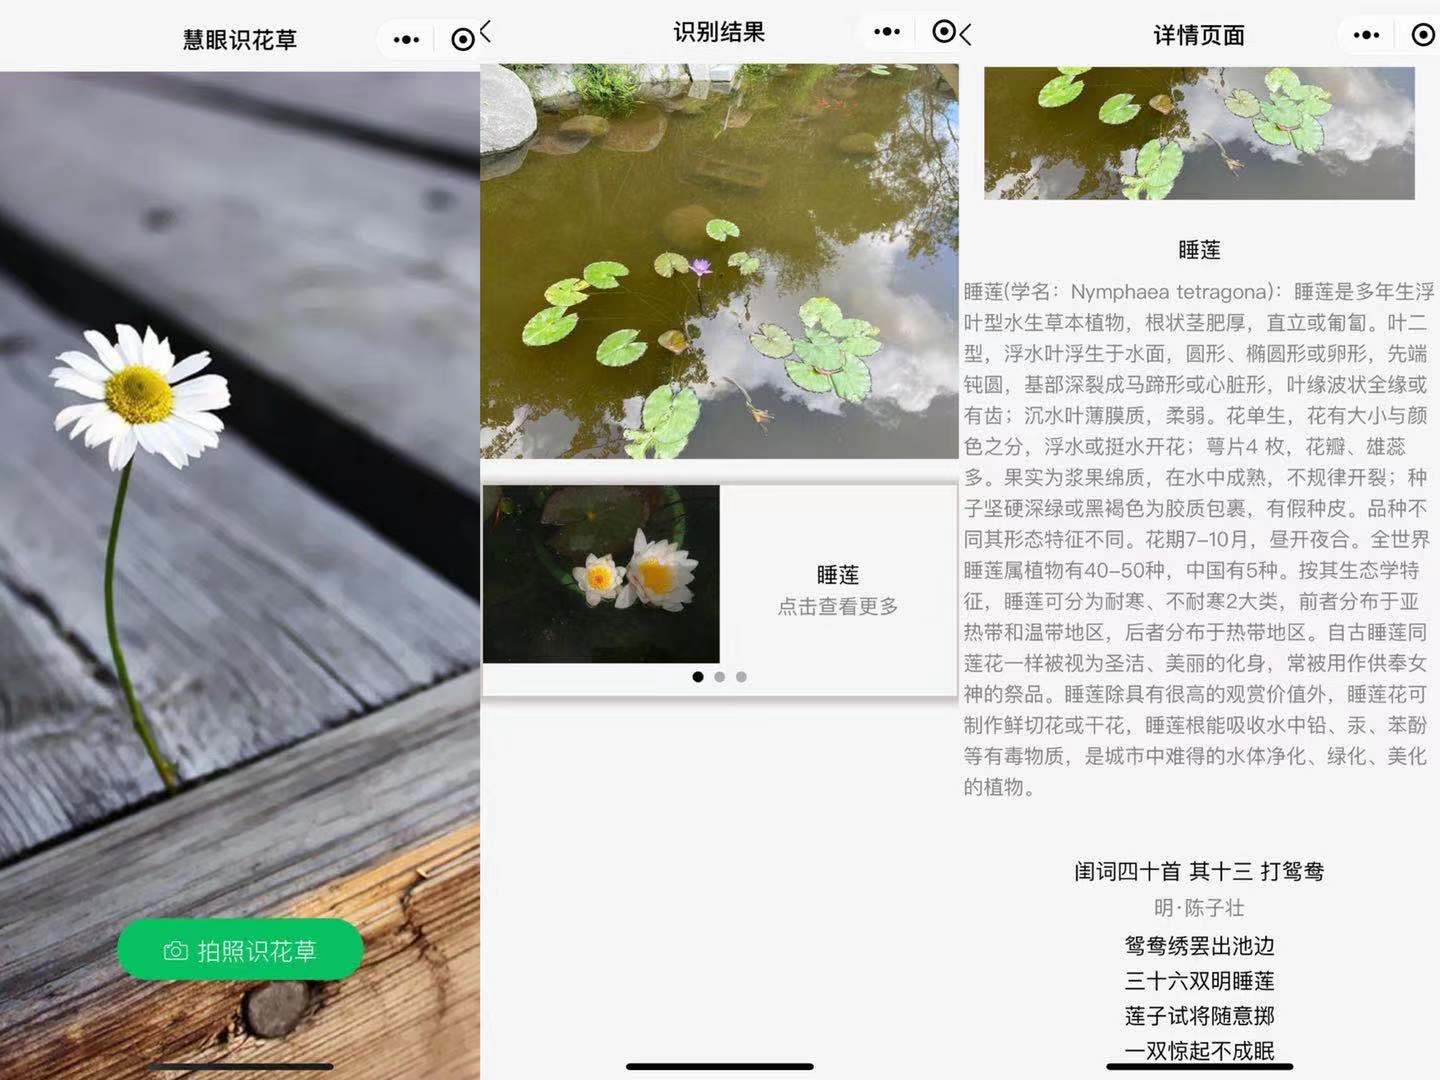 慧眼识花草
拍照识花草
识别结果
睡莲
点击查看更多
详情页面
睡莲
睡莲(学名：Nymphaea tetragona)：睡莲是多年生浮
叶型水生草本植物，根状茎肥厚，直立或匍匐。叶二
型，浮水叶浮生于水面，圆形、椭圆形或卵形，先端
钝圆，基部深裂成马蹄形或心脏形，叶缘波状全缘或
有齿；沉水叶薄膜质，柔弱。花单生，花有大小与颜
色之分，浮水或挺水开花；萼片4 枚，花瓣、雄蕊
多。果实为浆果绵质，在水中成熟，不规律开裂；种
子坚硬深绿或黑褐色为胶质包裹，有假种皮。品种不
同其形态特征不同。花期7–10月，昼开夜合。全世界
睡莲属植物有40–50种，中国有5种。按其生态学特
征，睡莲可分为耐寒、不耐寒2大类，前者分布于亚
热带和温带地区，后者分布于热带地区。自古睡莲同
莲花一样被视为圣洁、美丽的化身，常被用作供奉女
神的祭品。睡莲除具有很高的观赏价值外，睡莲花可
制作鲜切花或干花，睡莲根能吸收水中铅、汞、苯酚
等有毒物质，是城市中难得的水体净化、绿化、美化
的植物。
闺词四十首 其十三 打鸳鸯
明·陈子壮
鸳鸯绣罢出池边
三十六双明睡莲
莲子试将随意掷
一双惊起不成眠